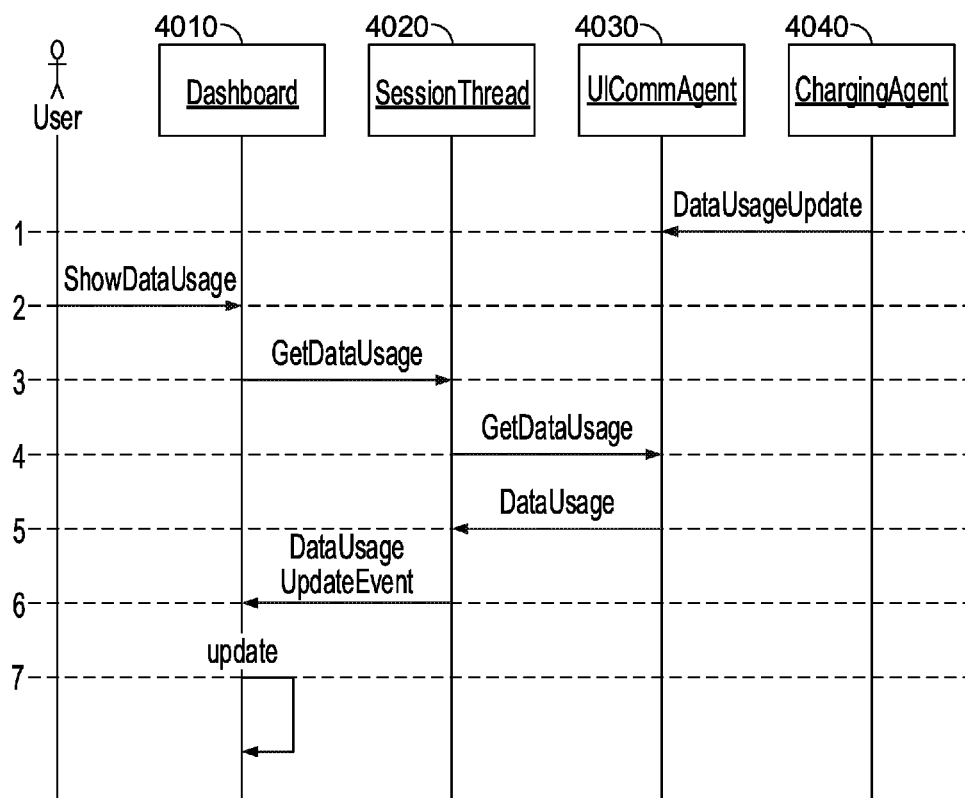 4010
4020
4030
4040
User
Dashboard
SessionThread
UICommAgent
ChargingAgent
DataUsageUpdate
1
ShowDataUsage
2
GetDataUsage
3
GetDataUsage
4
DataUsage
5
DataUsage
UpdateEvent
6
update
7